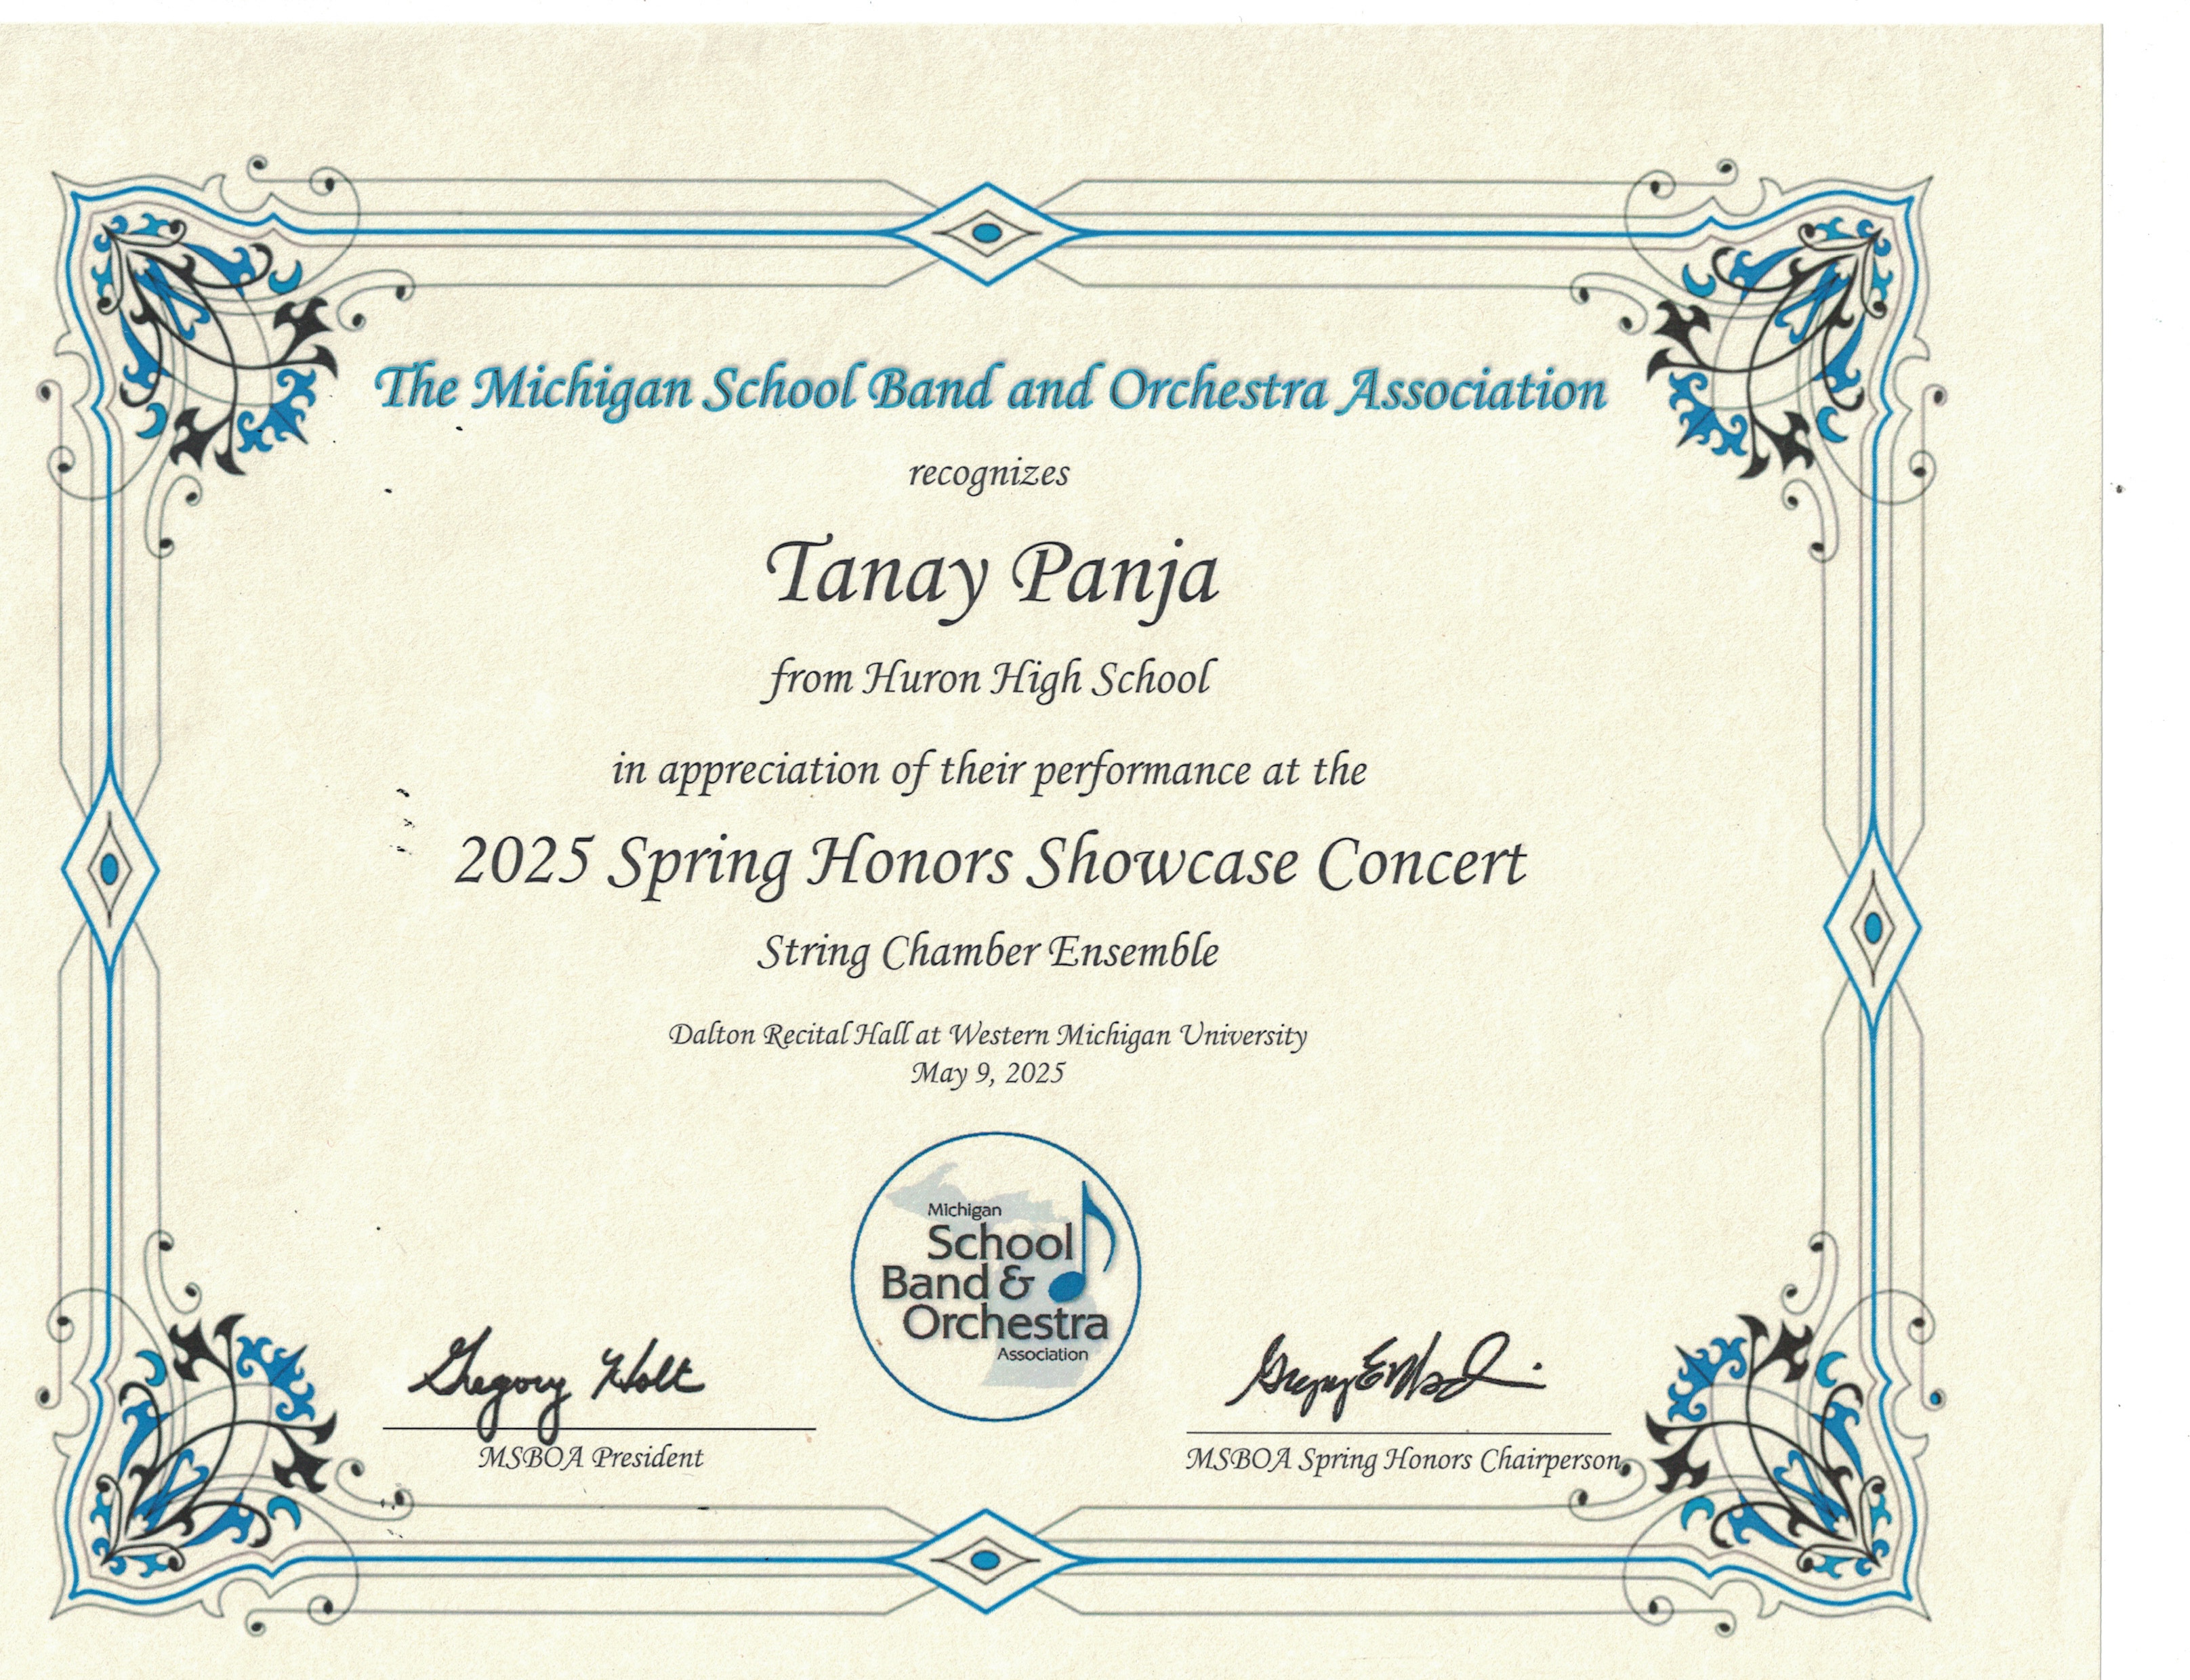 The Michigan School Band and Orchestra Association
recognizes
Tanay Panja
from Huron High School
in appreciation of their performance at the
2025 Spring Honors Showcase Concert
String Chamber Ensemble
Dalton Recital Hall at Western Michigan University
May 9, 2025
Michigan
School
Band &
Orchestra
Association
Gregory Holt
MSBOA President
MSBOA Spring Honors Chairperson